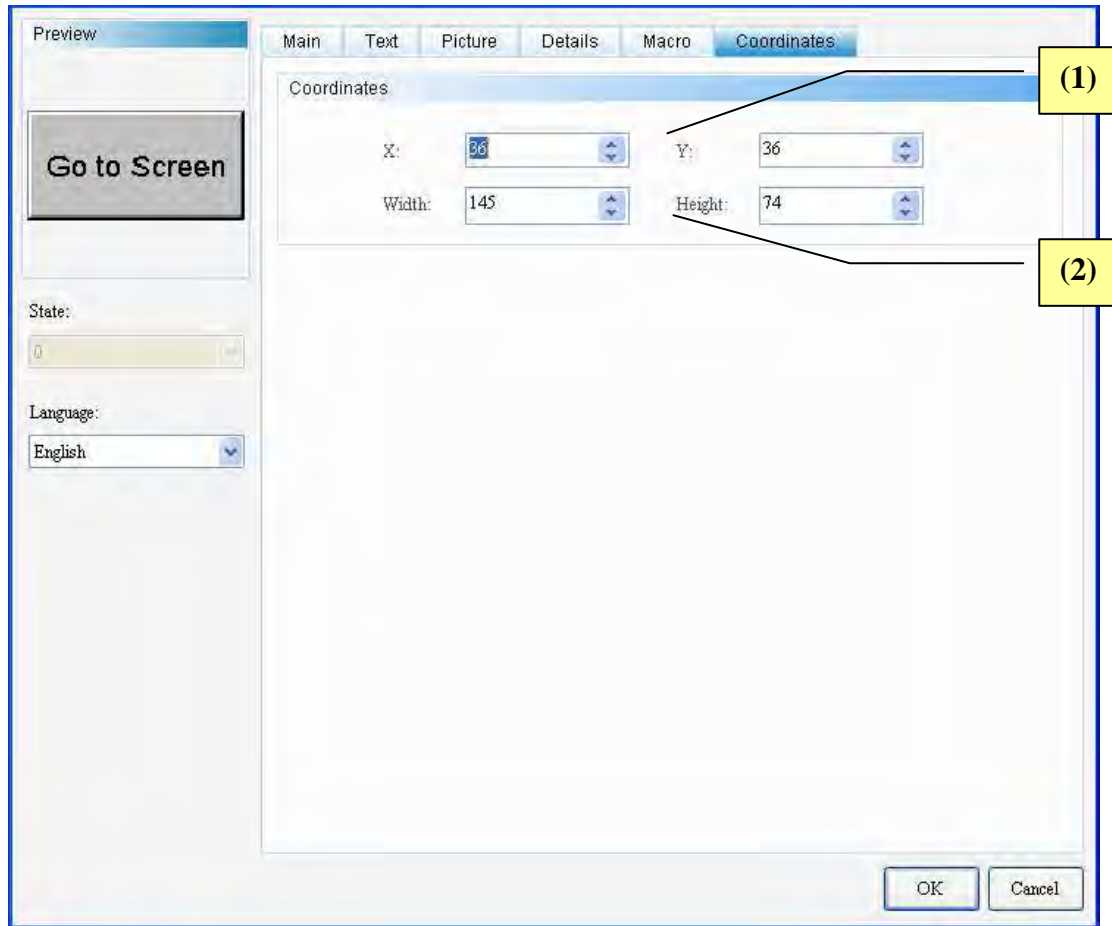 Preview
Main Text Picture Details Macro Coordinates
Coordinates
(1)
Go to Screen
X: 36 Y: 36
Width: 145 Height: 74
(2)
State:
0
Language:
English
OK Cancel